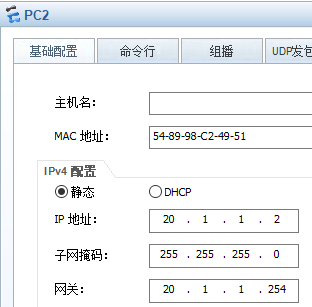 PC2
基础配置 命令行 组播 UDP发包
主机名：
MAC 地址： 54-89-98-C2-49-51
IPv4 配置
静态 DHCP
IP 地址： 20 . 1 . 1 . 2
子网掩码： 255 . 255 . 255 . 0
网关： 20 . 1 . 1 . 254